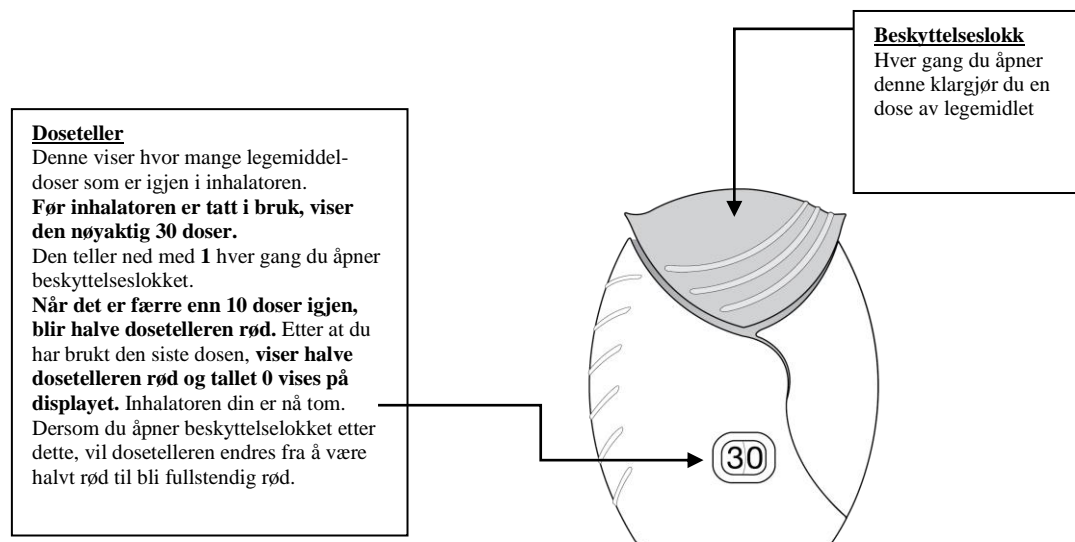 Beskyttelseslokk
Hver gang du åpner
denne klargjør du en
dose av legemidlet
Doseteller
Denne viser hvor mange legemiddel-
doser som er igjen i inhalatoren.
Før inhalatoren er tatt i bruk, viser
den nøyaktig 30 doser.
Den teller ned med 1 hver gang du åpner
beskyttelseslokket.
Når det er færre enn 10 doser igjen,
blir halve dosetelleren rød. Etter at du
har brukt den siste dosen, viser halve
dosetelleren rød og tallet 0 vises på
displayet. Inhalatoren din er nå tom.
Dersom du åpner beskyttelselokket etter
dette, vil dosetelleren endres fra å være
halvt rød til bli fullstendig rød.
30